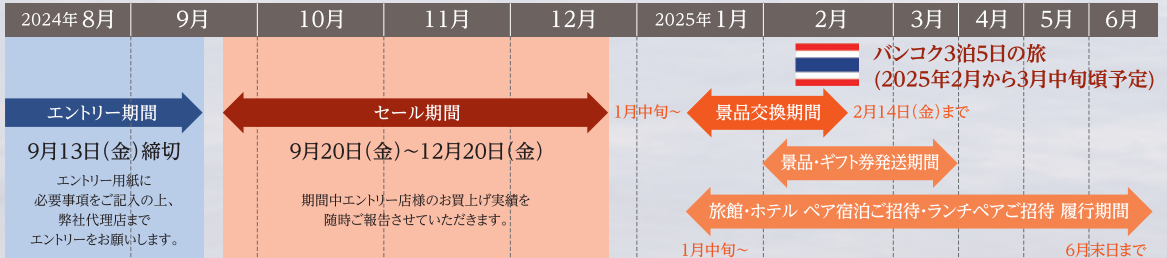 2024年8月 9月 10月 11月 12月 2025年1月 2月 3月 4月 5月 6月
バンコク3泊5日の旅
(2025年2月から3月中旬頃予定)
エントリー期間
9月13日(金)締切
エントリー用紙に
必要事項をご記入の上、
弊社代理店まで
エントリーをお願いします。
セール期間
9月20日(金)～12月20日(金)
期間中エントリー店様のお買上げ実績を
随時ご報告させていただきます。
1月中旬～ 景品交換期間 2月14日(金)まで
景品・ギフト券発送期間
旅館・ホテル ペア宿泊ご招待・ランチペアご招待 履行期間
1月中旬～ 6月末日まで